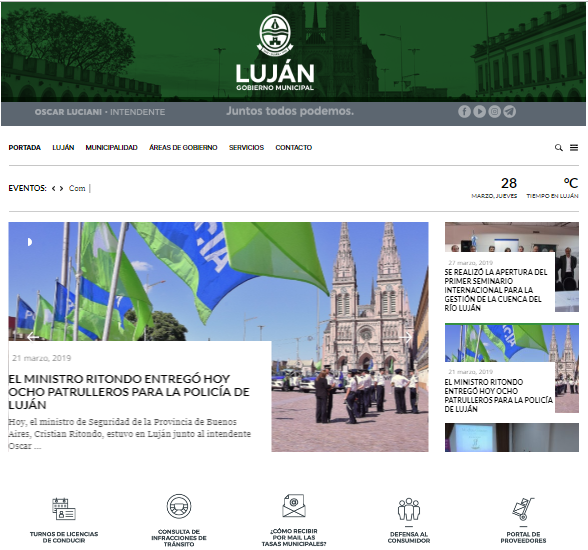 LUJÁN
GOBIERNO MUNICIPAL
OSCAR LUCIANI • INTENDENTE
Juntos todos podemos.
PORTADA LUJÁN MUNICIPALIDAD ÁREAS DE GOBIERNO SERVICIOS CONTACTO
EVENTOS: < > Com |
28
MARZO, JUEVES
°C
TIEMPO EN LUJÁN
21 marzo, 2019
EL MINISTRO RITONDO ENTREGÓ HOY
OCHO PATRULLEROS PARA LA POLICÍA DE
LUJÁN
Hoy, el ministro de Seguridad de la Provincia de Buenos
Aires, Cristian Ritondo, estuvo en Luján junto al intendente
Oscar ...
27 marzo, 2019
SE REALIZÓ LA APERTURA DEL
PRIMER SEMINARIO
INTERNACIONAL PARA LA
GESTIÓN DE LA CUENCA DEL
RÍO LUJÁN
21 marzo, 2019
EL MINISTRO RITONDO
ENTREGÓ HOY OCHO
PATRULLEROS PARA LA POLICÍA
DE LUJÁN
TURNOS DE LICENCIAS
DE CONDUCIR
CONSULTA DE
INFRACCIONES DE
TRÁNSITO
¿CÓMO RECIBIR
POR MAIL LAS
TASAS MUNICIPALES?
DEFENSA AL
CONSUMIDOR
PORTAL DE
PROVEEDORES